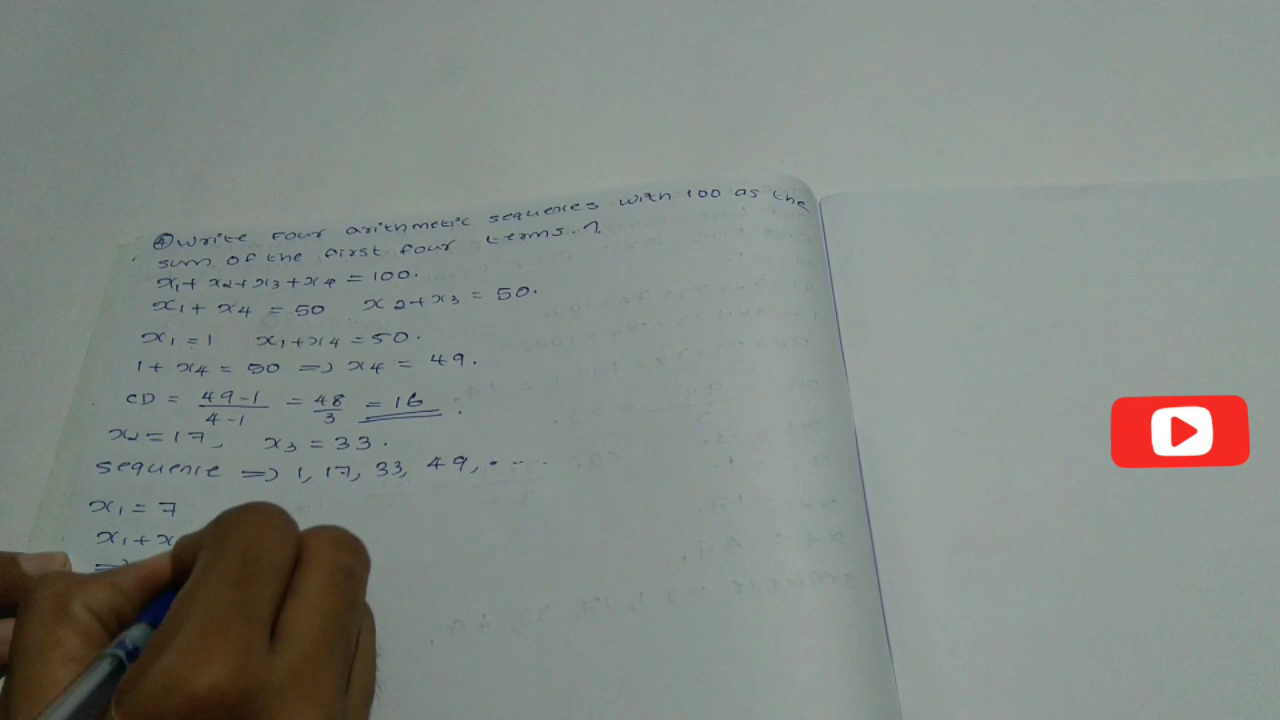 ④ write four arithmetic sequences with 100 as the
sum of the first four terms.?
x₁+ x₂+x₃+x₄ = 100.
x₁+ x₄ = 50 x₂+x₃ = 50.
x₁ = 1 x₁+x₄ = 50.
1+ x₄ = 50 => x₄ = 49.
CD = 49-1/4-1 = 48/3 = 16.
x₂=17, x₃ = 33.
sequence => 1, 17, 33, 49, ....
x₁ = 7
x₁+x
=>